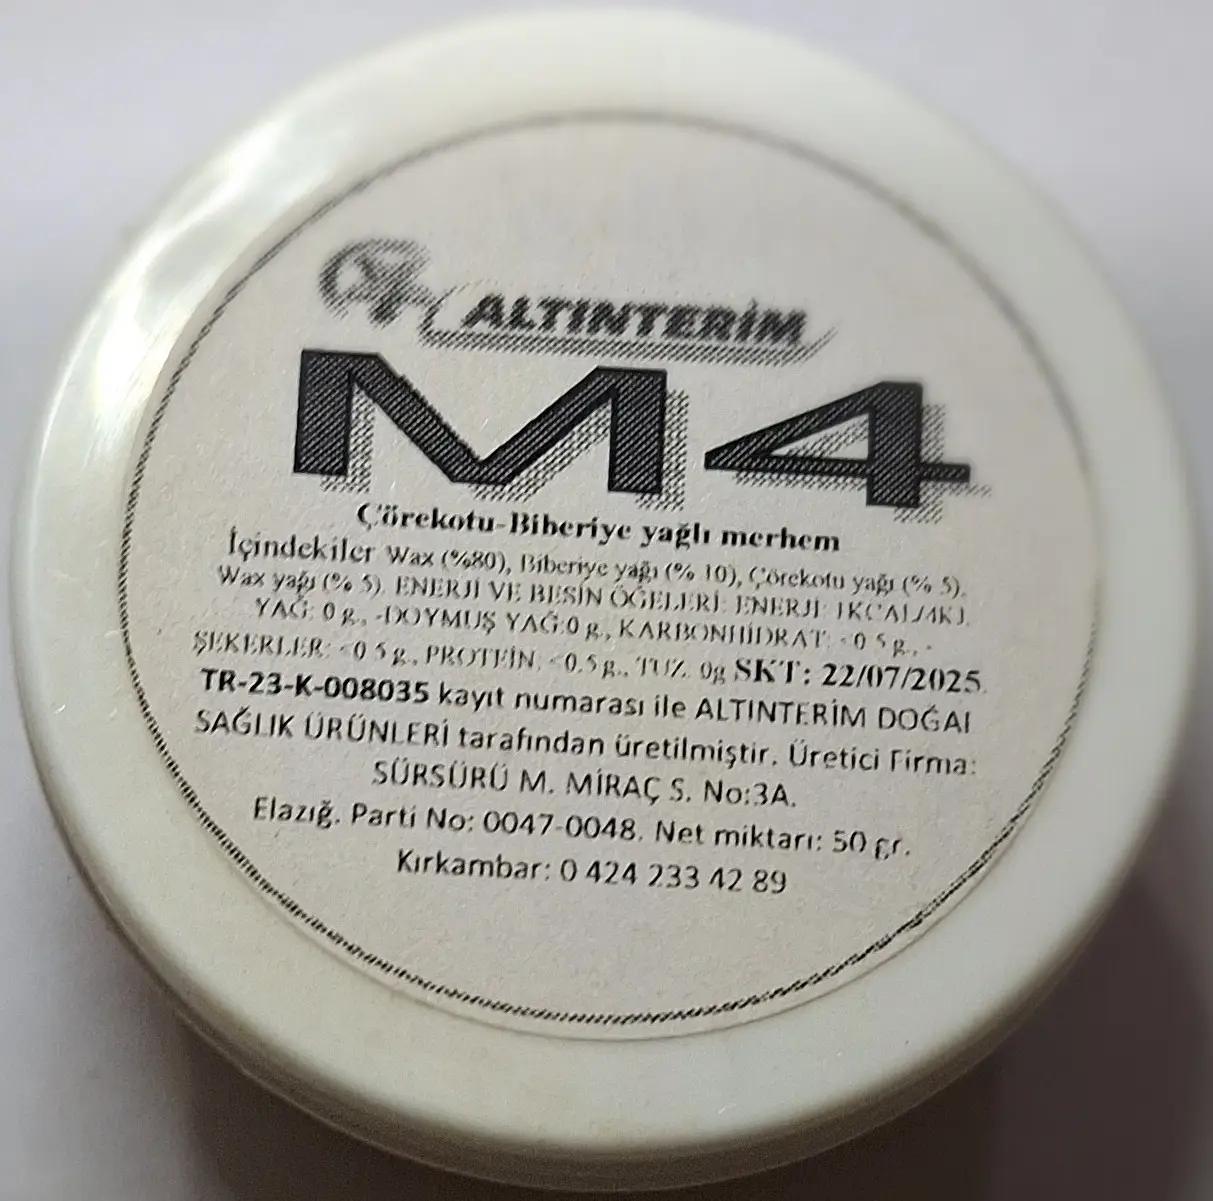 ALTINTERİM
M4
Çörekotu-Biberiye yağlı merhem
İçindekiler Wax (%80), Biberiye yağı (% 10), Çörekotu yağı (% 5),
Wax yağı (% 5). ENERJİ VE BESİN ÖĞELERİ: ENERJİ: 1KCAL/4KJ,
YAĞ: 0 g., -DOYMUŞ YAĞ:0 g., KARBONHİDRAT: <0 5 g., -
ŞEKERLER: <0 5 g., PROTEİN: <0.5 g., TUZ: 0g SKT: 22/07/2025.
TR-23-K-008035 kayıt numarası ile ALTINTERİM DOĞAL
SAĞLIK ÜRÜNLERİ tarafından üretilmiştir. Üretici Firma:
SÜRSÜRÜ M. MİRAÇ S. No:3A.
Elazığ. Parti No: 0047-0048. Net miktarı: 50 gr.
Kırkambar: 0 424 233 42 89